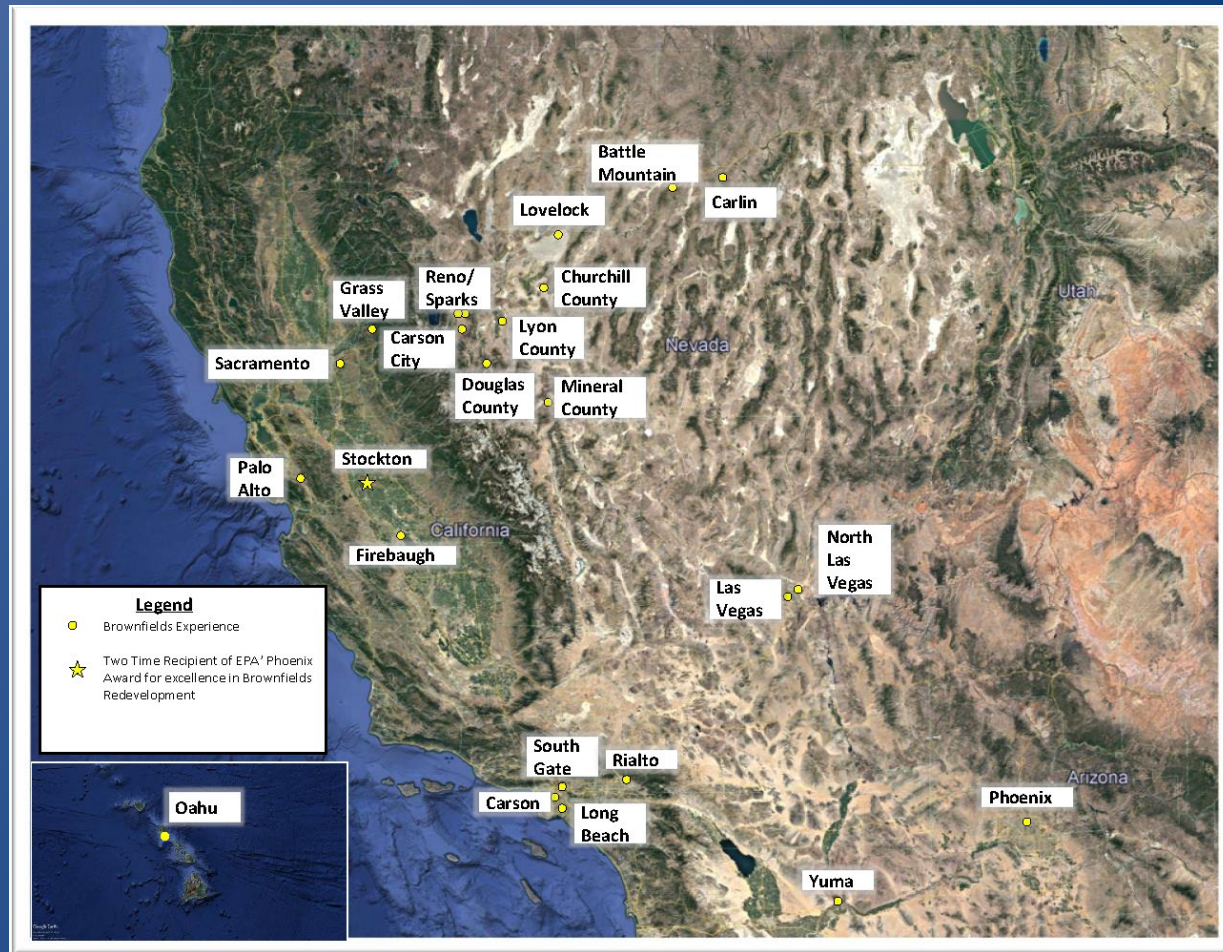 Battle
Mountain
Carlin
Lovelock
Churchill
County
Reno/
Sparks
Grass
Valley
Utah
Lyon
County
Carson
City
Nevada
Sacramento
Douglas
County
Mineral
County
Stockton
Palo
Alto
California
Firebaugh
North
Las
Vegas
Las
Vegas
Legend
Brownfields Experience
Two Time Recipient of EPA' Phoenix
Award for excellence in Brownfields
Redevelopment
South
Gate
Rialto
Arizona
Carson
Long
Beach
Phoenix
Oahu
Yuma
Google Earth